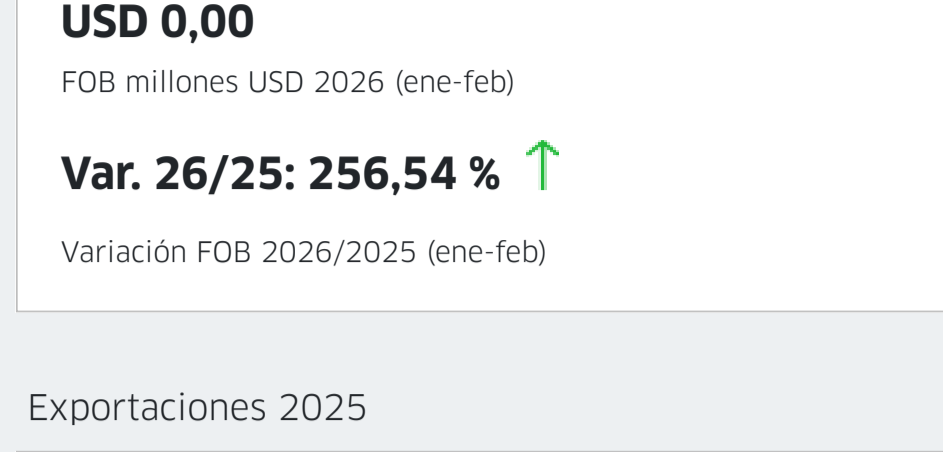 USD 0,00
FOB millones USD 2026 (ene-feb)
Var. 26/25: 256,54 %
Variación FOB 2026/2025 (ene-feb)
Exportaciones 2025